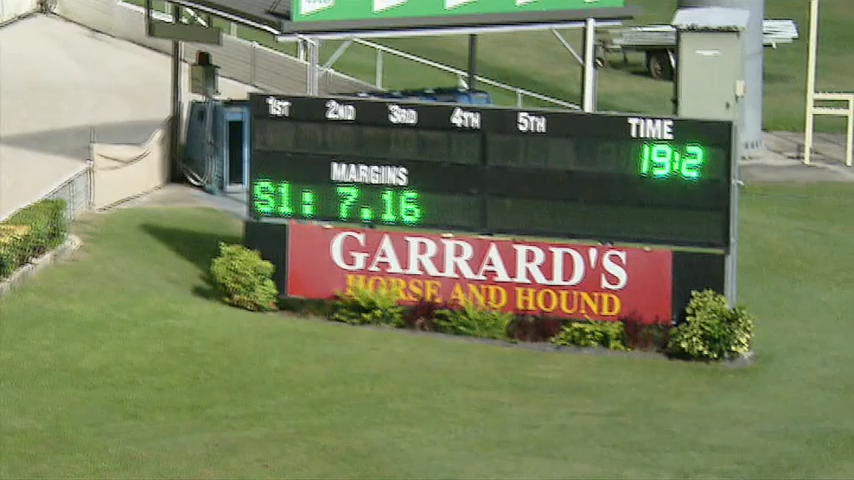 1ST 2ND 3RD 4TH 5TH TIME
19:2
MARGINS
S1: 7.16
GARRARD'S
HORSE AND HOUND